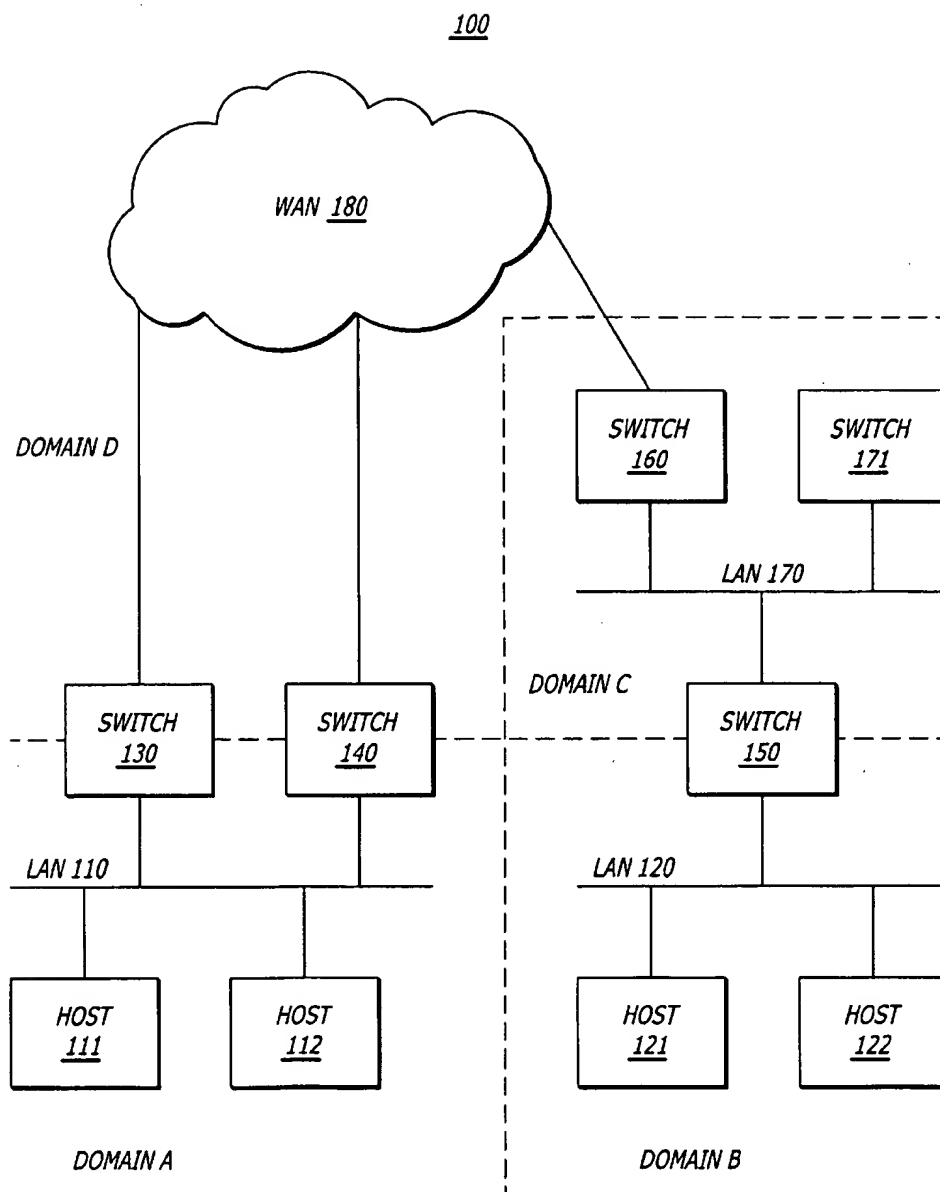 100
WAN 180
DOMAIN D
SWITCH
160
SWITCH
171
LAN 170
DOMAIN C
SWITCH
130
SWITCH
140
SWITCH
150
LAN 110
LAN 120
HOST
111
HOST
112
HOST
121
HOST
122
DOMAIN A
DOMAIN B